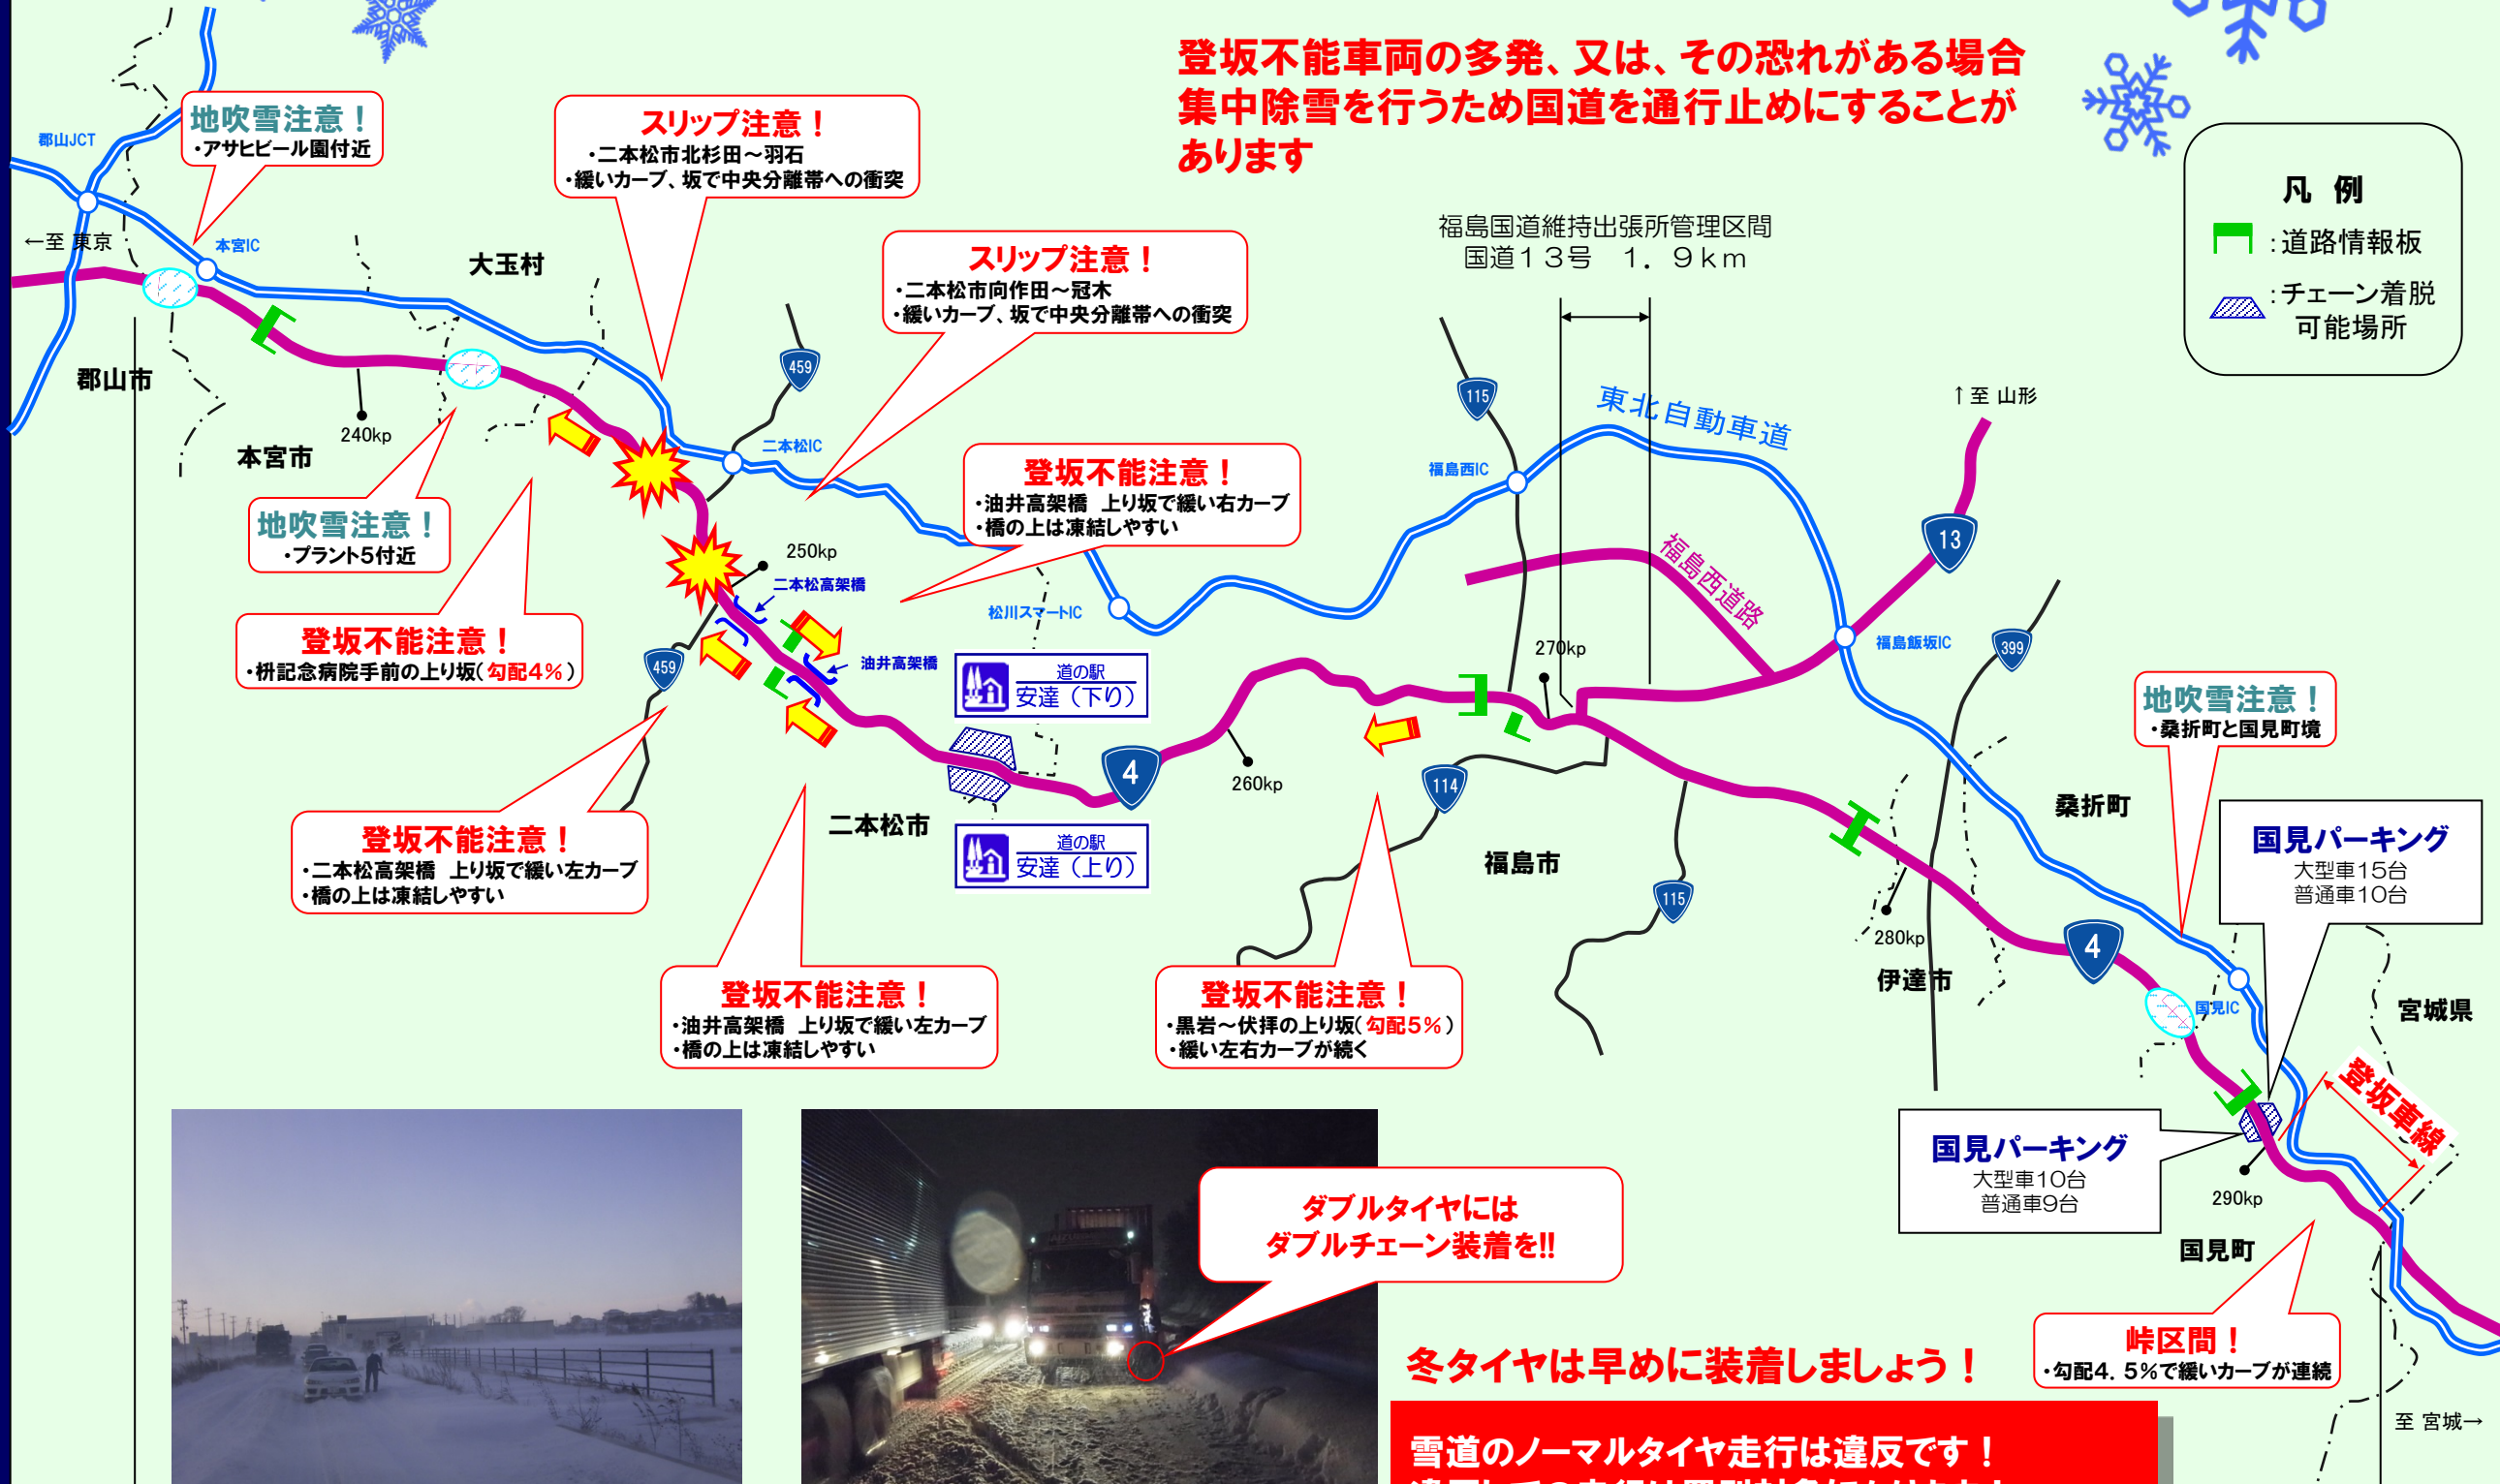 登坂不能車両の多発、又は、その恐れがある場合
集中除雪を行うため国道を通行止めにすることが
あります
凡 例
：道路情報板
：チェーン着脱
可能場所
地吹雪注意！
・アサヒビール園付近
スリップ注意！
・二本松市北杉田～羽石
・緩いカーブ、坂で中央分離帯への衝突
スリップ注意！
・二本松市向作田～冠木
・緩いカーブ、坂で中央分離帯への衝突
福島国道維持出張所管理区間
国道１３号　１．９ｋｍ
郡山JCT
←至 東京
本宮IC
大玉村
郡山市
240kp
本宮市
459
二本松IC
115
東北自動車道
↑至 山形
福島西IC
13
登坂不能注意！
・油井高架橋　上り坂で緩い右カーブ
・橋の上は凍結しやすい
地吹雪注意！
・プラント5付近
250kp
二本松高架橋
松川スマートIC
福島西道路
福島飯坂IC
399
登坂不能注意！
・枡記念病院手前の上り坂（勾配4％）
459
油井高架橋
道の駅
安達（下り）
270kp
地吹雪注意！
・桑折町と国見町境
4
260kp
114
登坂不能注意！
・二本松高架橋　上り坂で緩い左カーブ
・橋の上は凍結しやすい
二本松市
道の駅
安達（上り）
福島市
115
桑折町
国見パーキング
大型車15台
普通車10台
280kp
伊達市
4
国見IC
宮城県
登坂不能注意！
・油井高架橋　上り坂で緩い左カーブ
・橋の上は凍結しやすい
登坂不能注意！
・黒岩～伏拝の上り坂（勾配5％）
・緩い左右カーブが続く
登坂車線
国見パーキング
大型車10台
普通車9台
290kp
国見町
ダブルタイヤには
ダブルチェーン装着を!!
峠区間！
・勾配4．5％で緩いカーブが連続
冬タイヤは早めに装着しましょう！
至 宮城→
雪道のノーマルタイヤ走行は違反です！